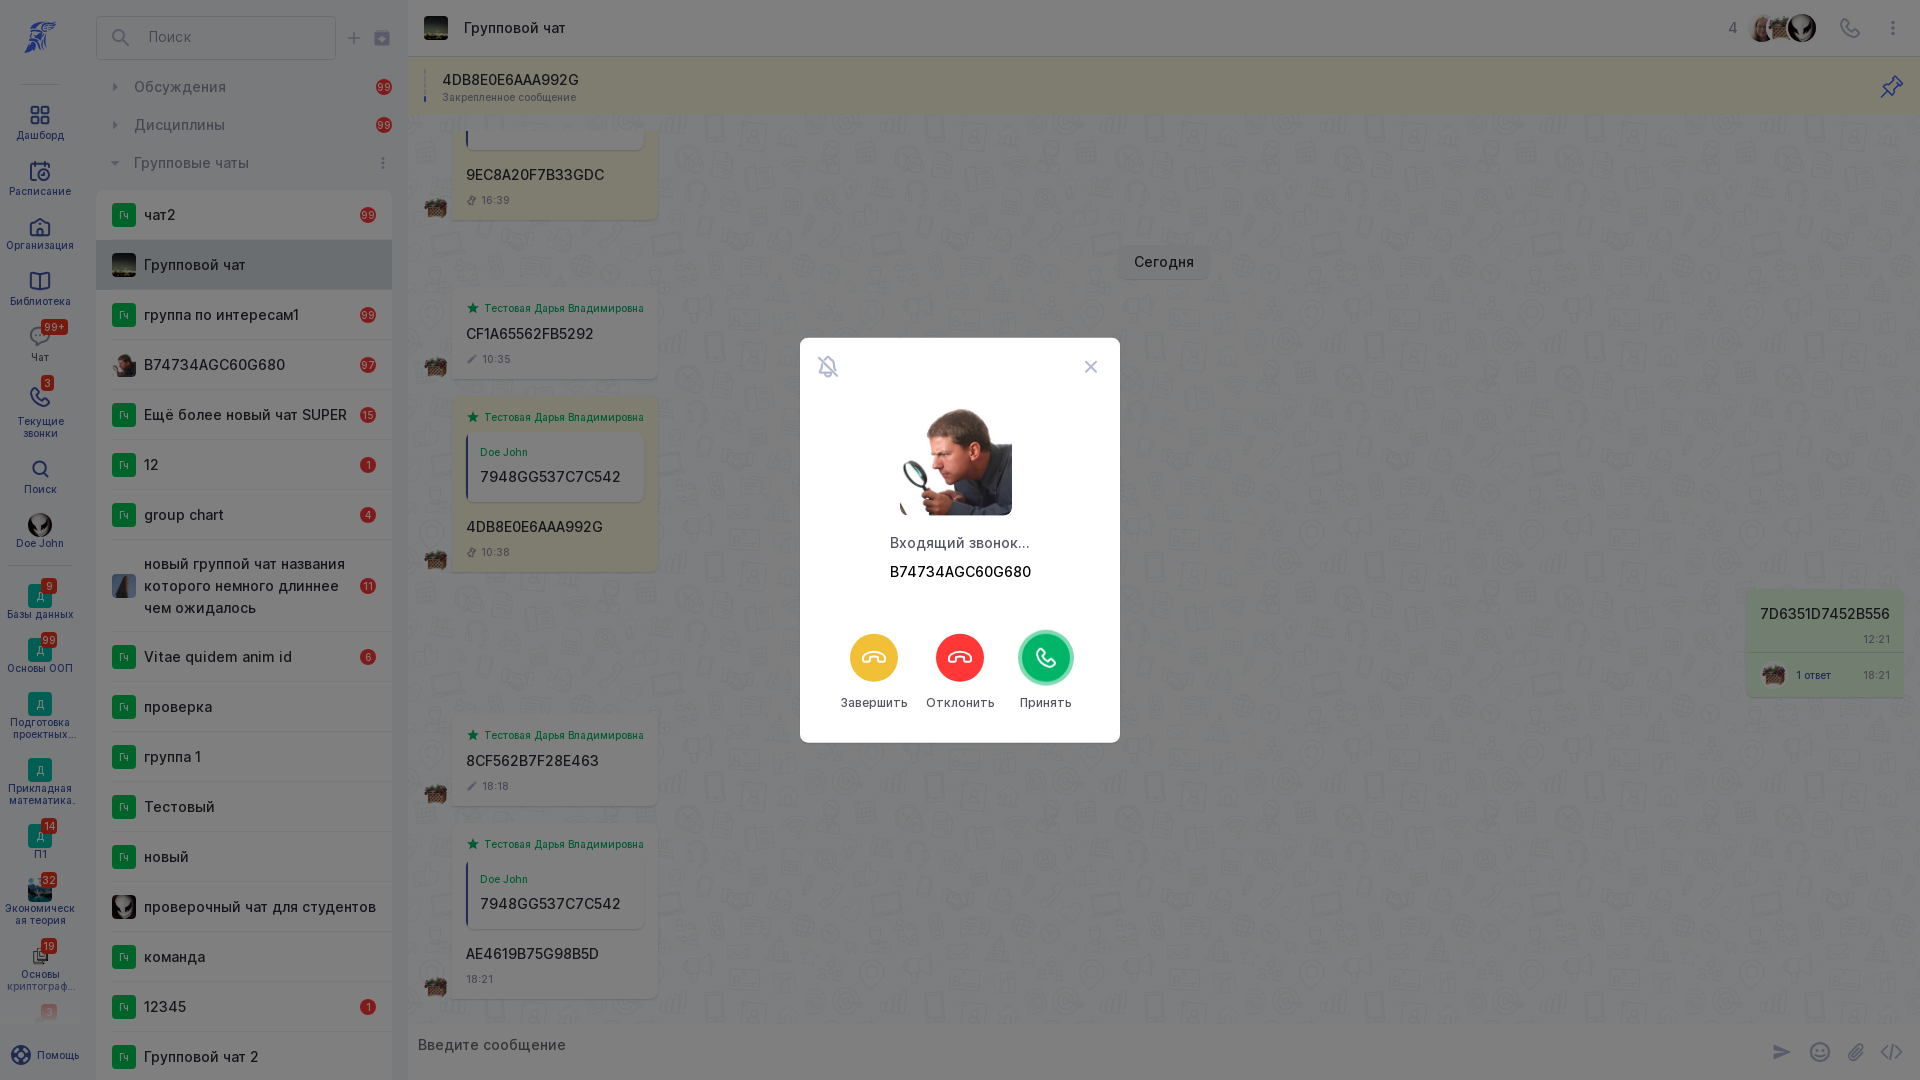 Дашборд
Расписание
Организация
Библиотека
99+
Чат
3
Текущие
звонки
Поиск
Doe John
9
Д
Базы данных
99
Д
Основы ООП
Д
Подготовка
проектных...
Д
Прикладная
математика.
14
Д
П1
32
Экономическ
ая теория
19
Основы
криптограф...
3
Помощь
Поиск
Обсуждения
99
Дисциплины
99
Групповые чаты
Гч чат2 99
Групповой чат
Гч группа по интересам1 99
B74734AGC60G680 97
Гч Ещё более новый чат SUPER 15
Гч 12 1
Гч group chart 4
новый группой чат названия
которого немного длиннее
чем ожидалось
11
Гч Vitae quidem anim id 6
Гч проверка
Гч группа 1
Гч Тестовый
Гч новый
проверочный чат для студентов
Гч команда
Гч 12345 1
Гч Групповой чат 2
Групповой чат
4
4DB8E0E6AAA992G
Закрепленное сообщение
9EC8A20F7B33GDC
16:39
Сегодня
Тестовая Дарья Владимировна
CF1A65562FB5292
10:35
Тестовая Дарья Владимировна
Doe John
7948GG537C7C542
4DB8E0E6AAA992G
10:38
7D6351D7452B556
12:21
1 ответ 18:21
Тестовая Дарья Владимировна
8CF562B7F28E463
18:18
Тестовая Дарья Владимировна
Doe John
7948GG537C7C542
AE4619B75G98B5D
18:21
Введите сообщение
Входящий звонок...
B74734AGC60G680
Завершить
Отклонить
Принять